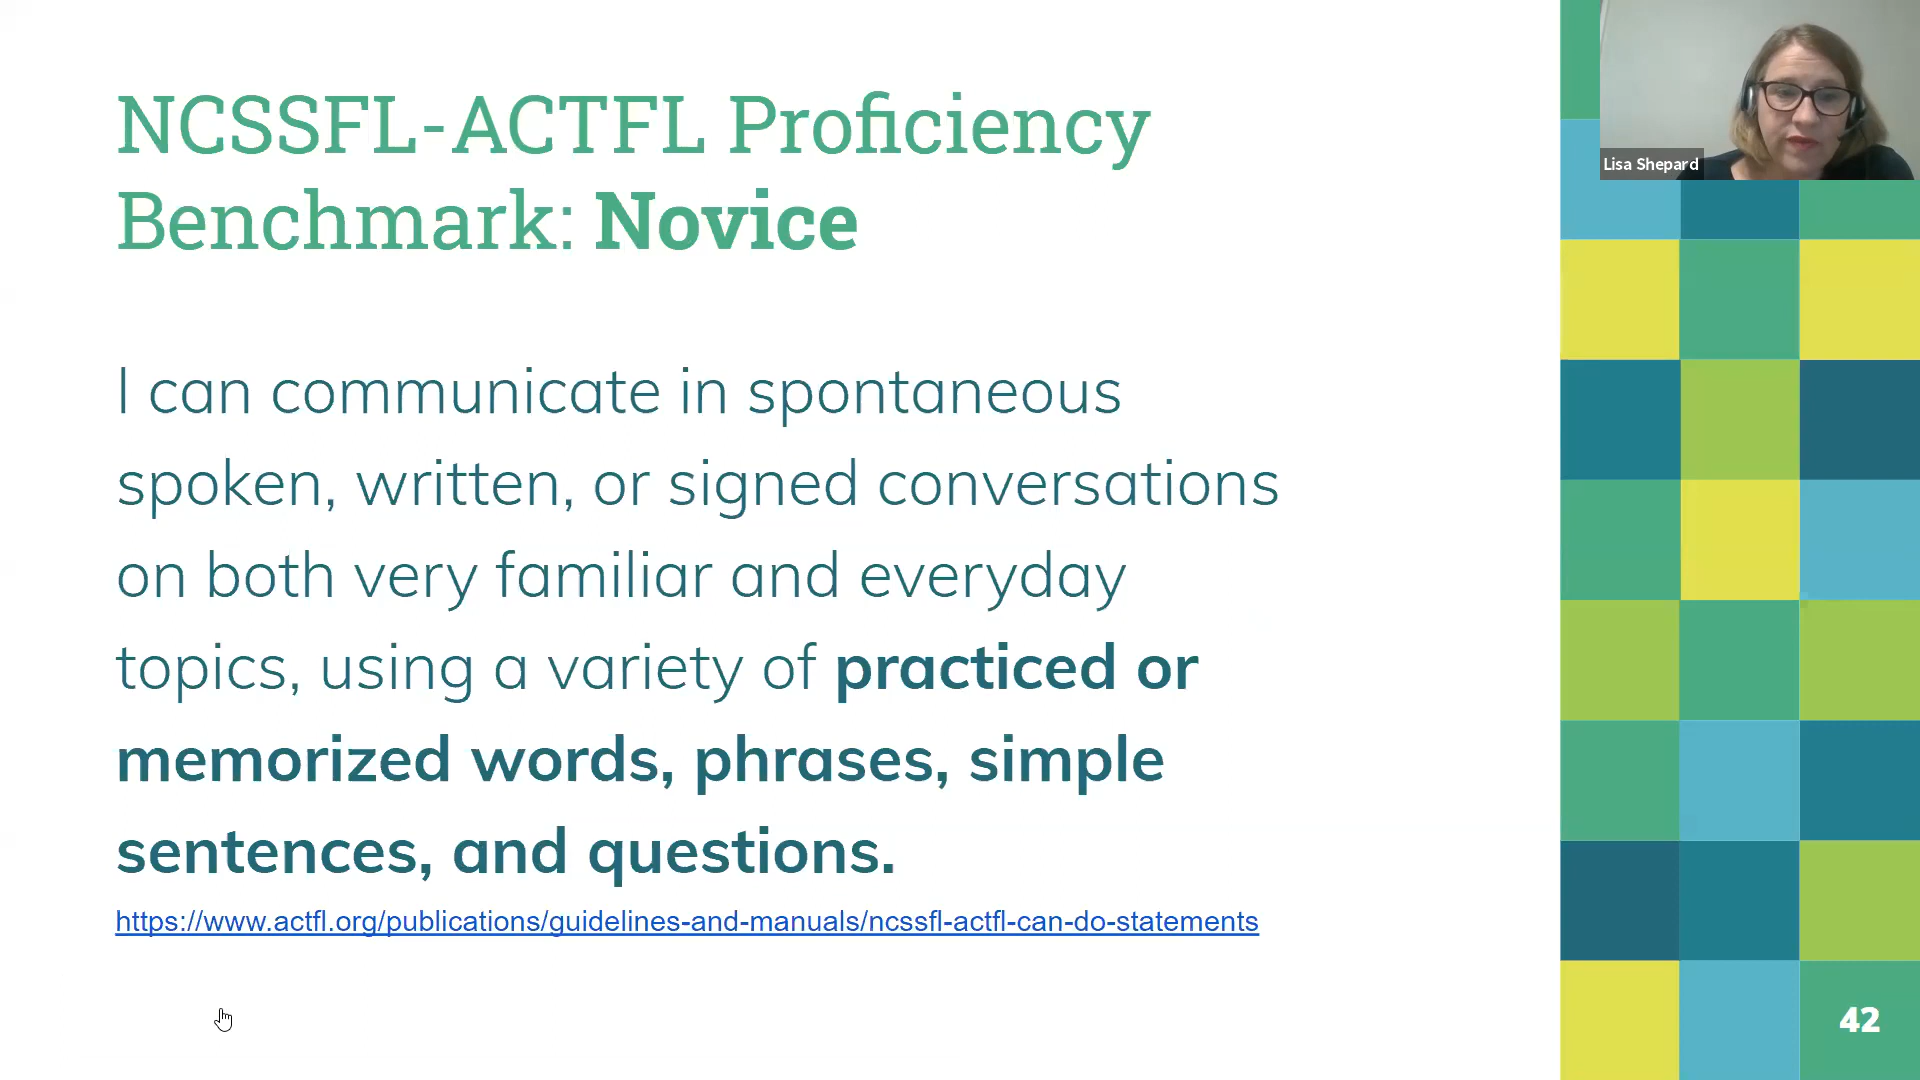 NCSSFL-ACTFL Proficiency
Benchmark: Novice
I can communicate in spontaneous
spoken, written, or signed conversations
on both very familiar and everyday
topics, using a variety of practiced or
memorized words, phrases, simple
sentences, and questions.
https://www.actfl.org/publications/guidelines-and-manuals/ncssfl-actfl-can-do-statements
Lisa Shepard
42